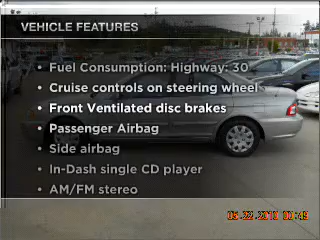 VEHICLE FEATURES
• Fuel Consumption: Highway: 30
• Cruise controls on steering wheel
• Front Ventilated disc brakes
• Passenger Airbag
• Side airbag
• In-Dash single CD player
• AM/FM stereo